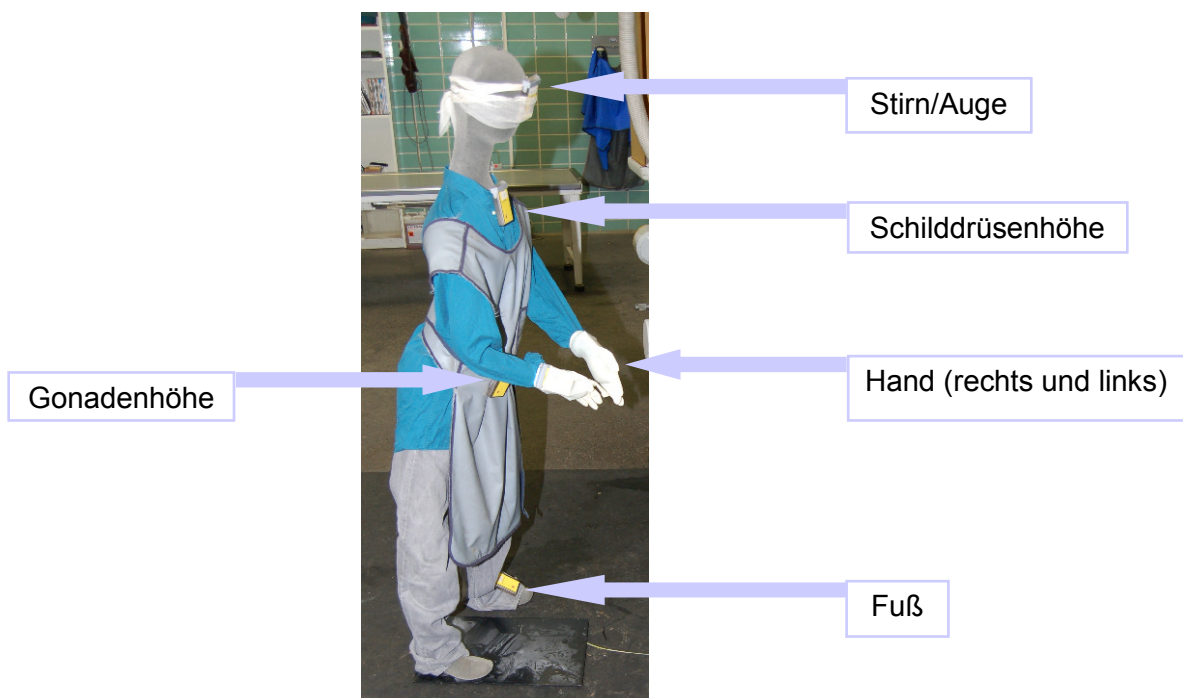 Stirn/Auge
Schilddrüsenhöhe
Gonadenhöhe
Hand (rechts und links)
Fuß